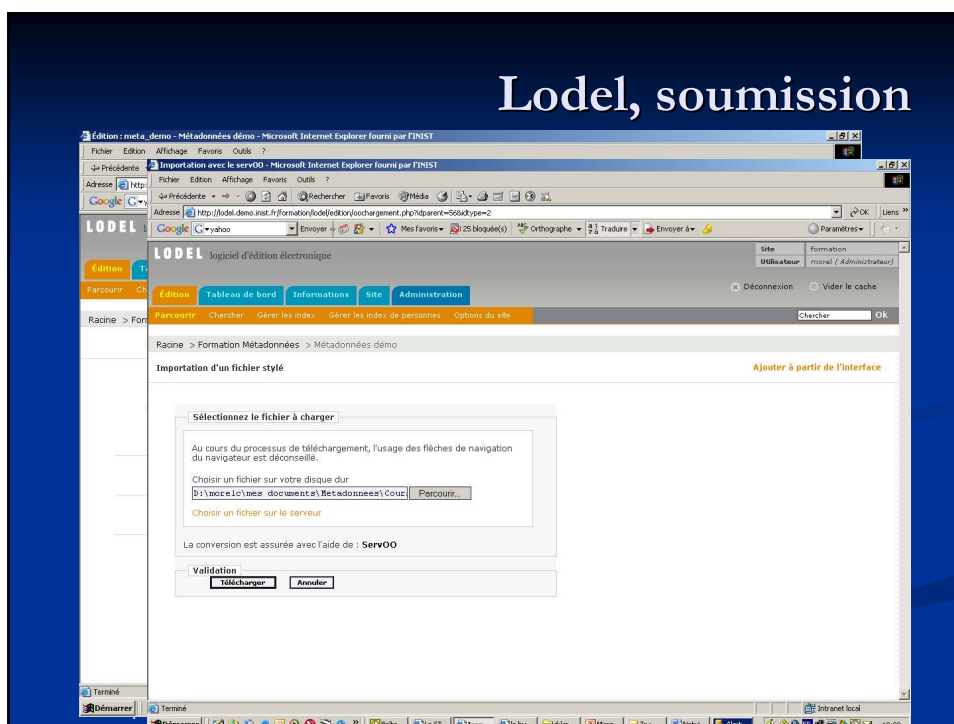 Lodel, soumission
Édition : meta_demo - Métadonnées démo - Microsoft Internet Explorer fourni par l'INIST
Fichier Edition Affichage Favoris Outils ?
Précédente
Adresse http:
Google
LODEL
Édition
Parcourir
Racine > Forr
Importation avec le servOO - Microsoft Internet Explorer fourni par l'INIST
Fichier Edition Affichage Favoris Outils ?
Précédente Rechercher Favoris Média
Adresse http://lodel.demo.inist.fr/formation/lodel/edition/oochargement.php?idparent=568&idtype=2 OK Liens »
Google yahoo Envoyer Mes favoris 25 bloquée(s) Orthographe Traduire Envoyer à Paramètres
LODEL logiciel d'édition électronique
Site formation
Utilisateur morel ( Administrateur)
Déconnexion Vider le cache
Édition Tableau de bord Informations Site Administration
Parcourir Chercher Gérer les index Gérer les index de personnes Options du site Chercher Ok
Racine > Formation Métadonnées > Métadonnées démo
Importation d'un fichier stylé Ajouter à partir de l'interface
Sélectionnez le fichier à charger
Au cours du processus de téléchargement, l'usage des flèches de navigation
du navigateur est déconseillé.
Choisir un fichier sur votre disque dur
D:\morelc\mes documents\Metadonnees\Cour Parcourir...
Choisir un fichier sur le serveur
La conversion est assurée avec l'aide de : ServOO
Validation
Télécharger Annuler
Terminé
Démarrer
Terminé Intranet local